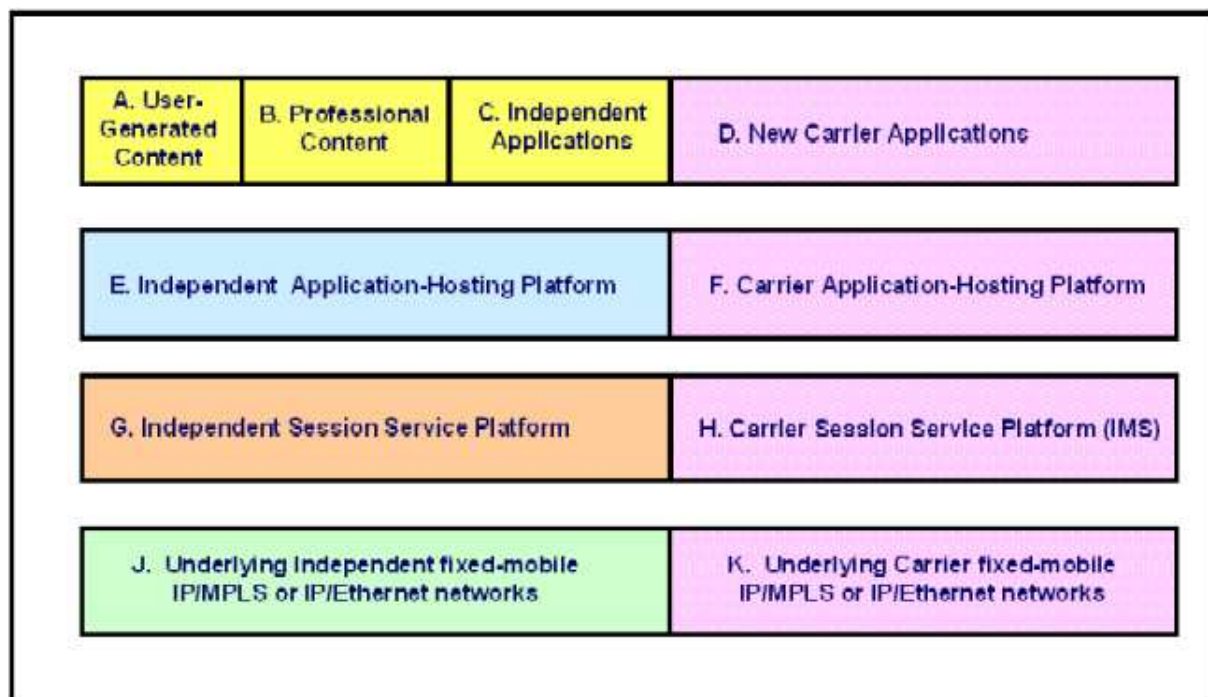 A. User-
Generated
Content
B. Professional
Content
C. Independent
Applications
D. New Carrier Applications
E. Independent Application-Hosting Platform
F. Carrier Application-Hosting Platform
G. Independent Session Service Platform
H. Carrier Session Service Platform (IMS)
J. Underlying Independent fixed-mobile
IP/MPLS or IP/Ethernet networks
K. Underlying Carrier fixed-mobile
IP/MPLS or IP/Ethernet networks